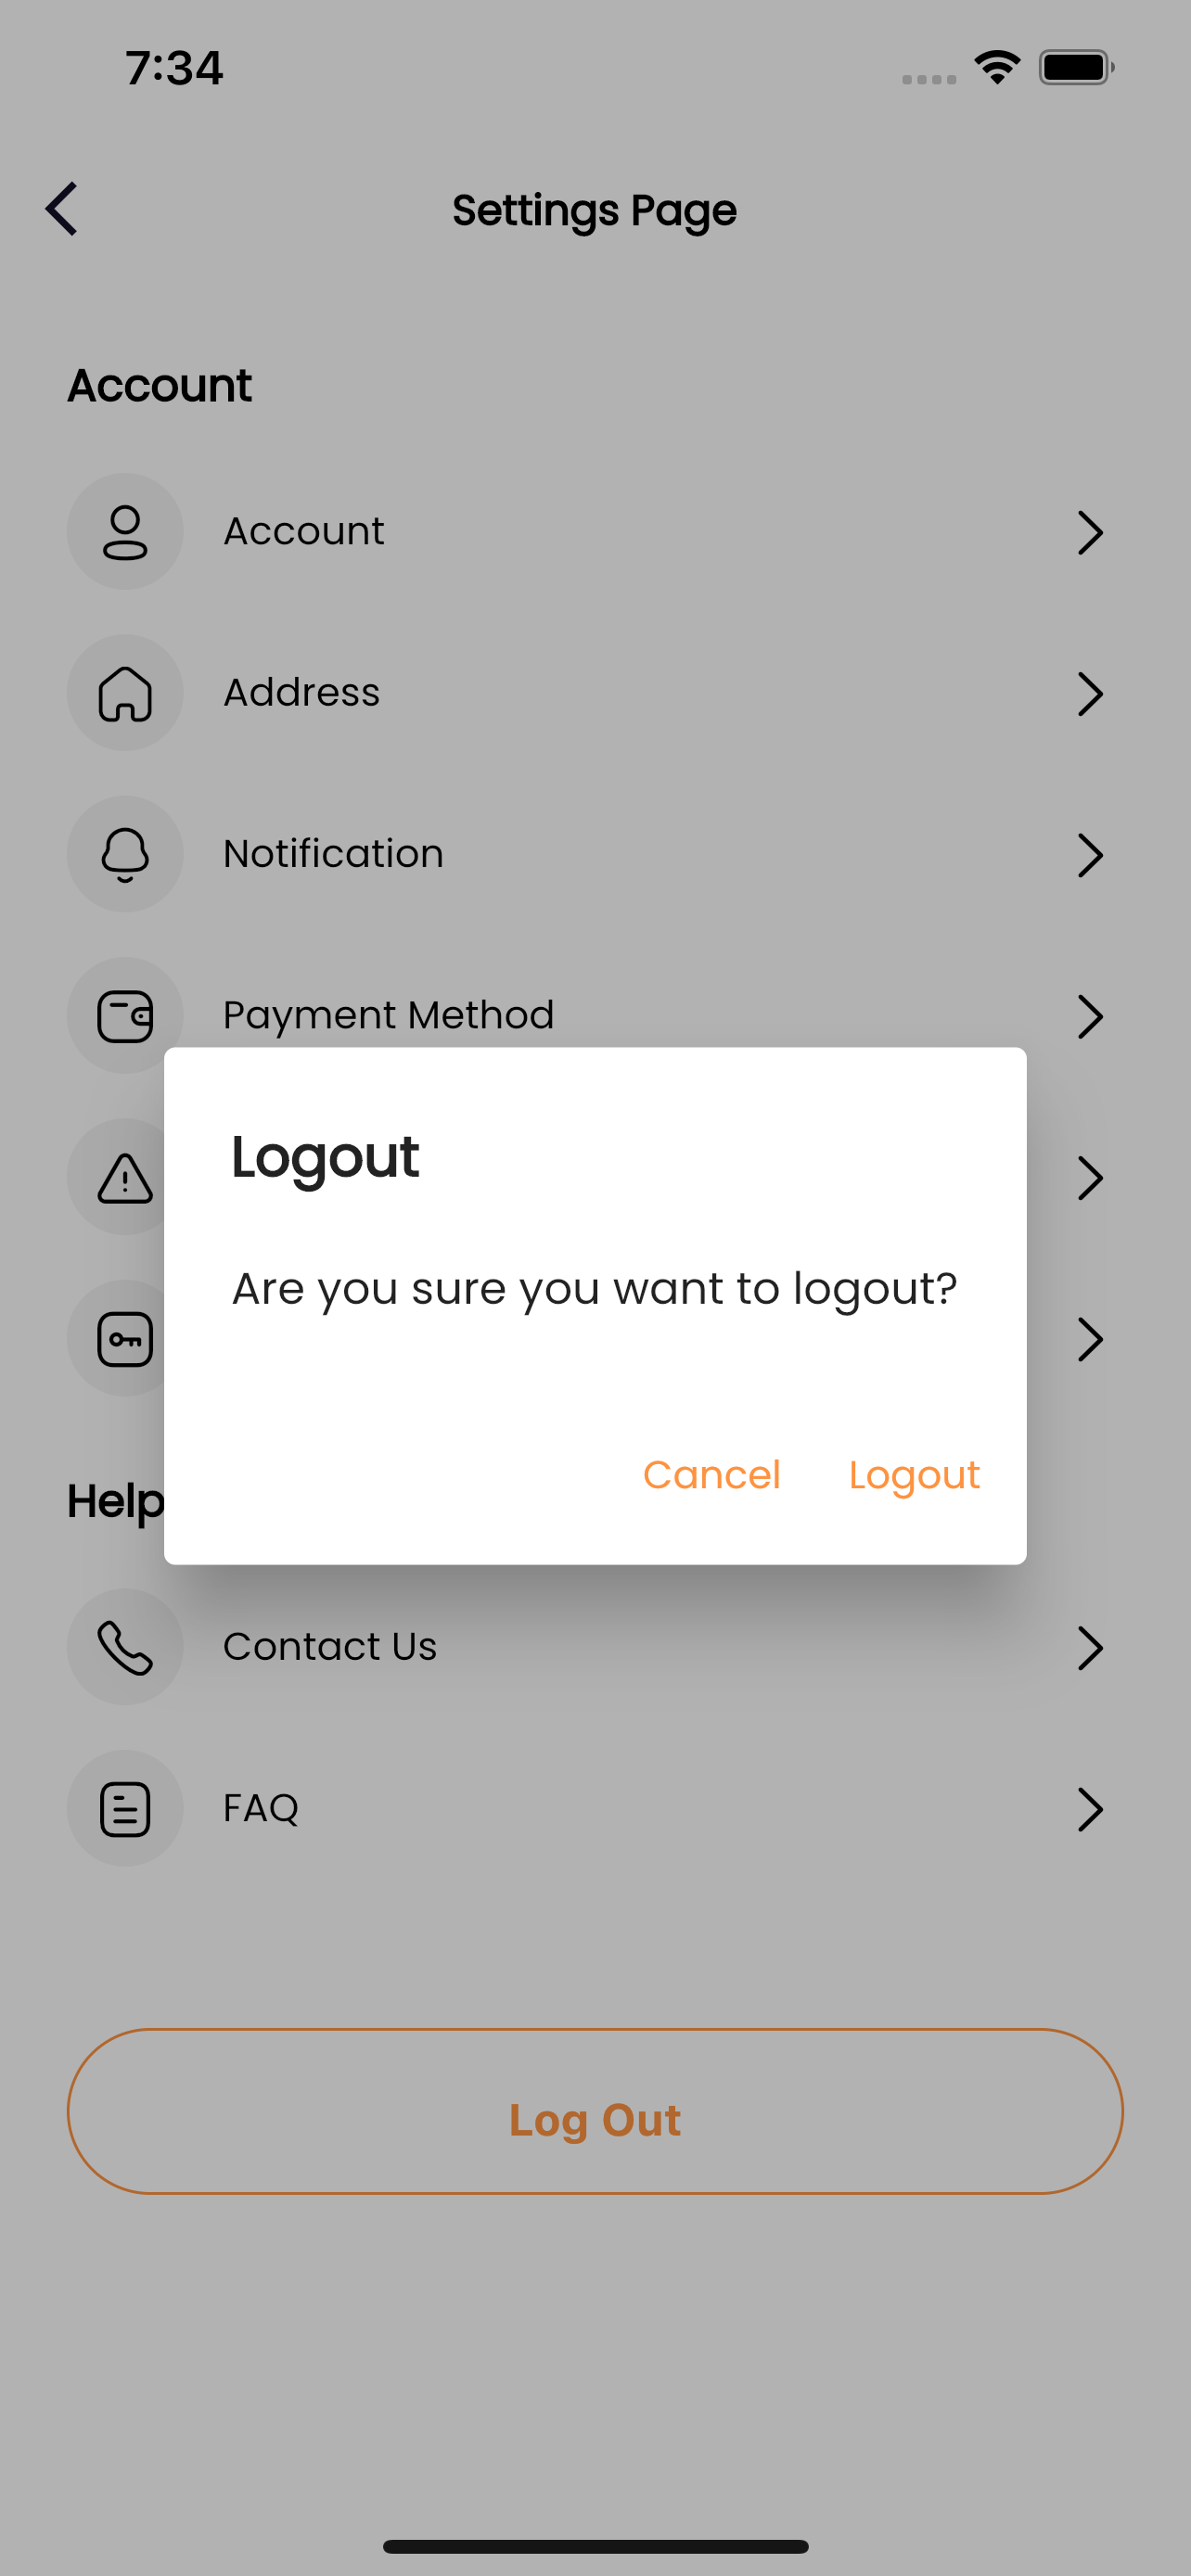 7:34
Settings Page
Account
Account
Address
Notification
Payment Method
Logout
Are you sure you want to logout?
Cancel Logout
Help
Contact Us
FAQ
Log Out